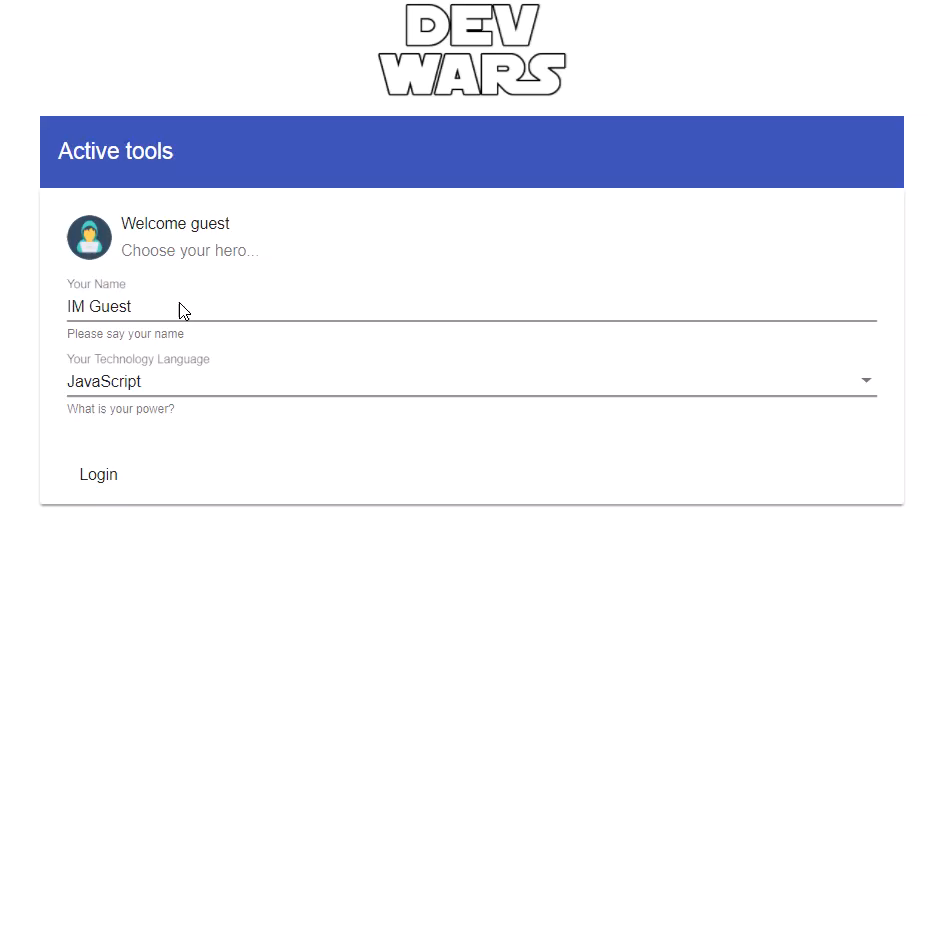 DEV
WARS
Active tools
Welcome guest
Choose your hero...
Your Name
IM Guest
Please say your name
Your Technology Language
JavaScript
What is your power?
Login